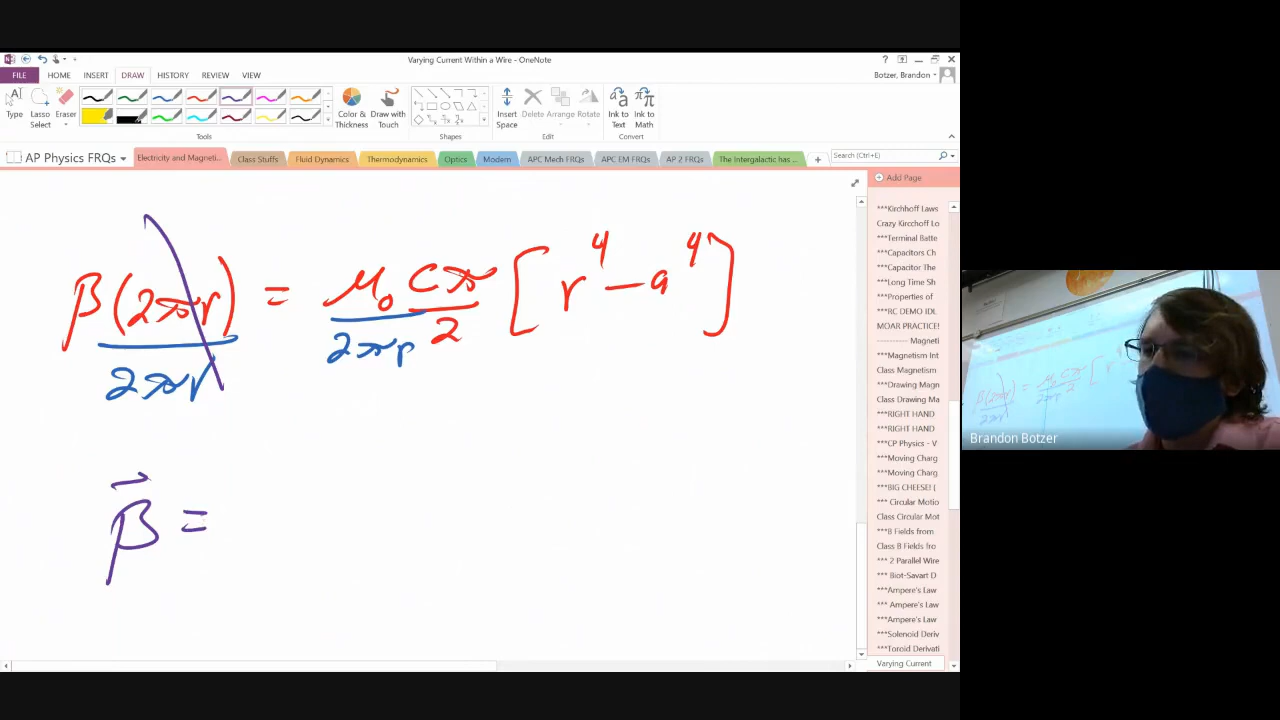 Varying Current Within a Wire - OneNote
FILE HOME INSERT DRAW HISTORY REVIEW VIEW
Botzer, Brandon
Type Lasso Select Eraser Color & Thickness Draw with Touch Insert Space Delete Arrange Rotate Ink to Text Ink to Math
Tools Shapes Edit Convert
AP Physics FRQs Electricity and Magneti... Class Stuffs Fluid Dynamics Thermodynamics Optics Modern APC Mech FRQs APC EM FRQs AP 2 FRQs The Intergalactic has ... Search (Ctrl+E)
Add Page
***Kirchhoff Laws
Crazy Kircchoff Lo
***Terminal Batte
***Capacitors Ch
***Capacitor The
***Long Time Sh
***Properties of
***RC DEMO IDL
MOAR PRACTICE!
----------- Magneti
***Magnetism Int
Class Magnetism
***Drawing Magn
Class Drawing Ma
***RIGHT HAND
***RIGHT HAND
***CP Physics - V
***Moving Charg
***Moving Charg
***BIG CHEESE! (
*** Circular Motio
Class Circular Mot
***B Fields from
Class B Fields fro
*** 2 Parallel Wire
*** Biot-Savart D
***Ampere's Law
*** Ampere's Law
***Ampere's Law
***Solenoid Deriv
***Toroid Derivati
Varying Current
β(2πr)/2πr = μ₀/2πr Cπ/2 [r⁴ - a⁴]
β⃗ =
Brandon Botzer